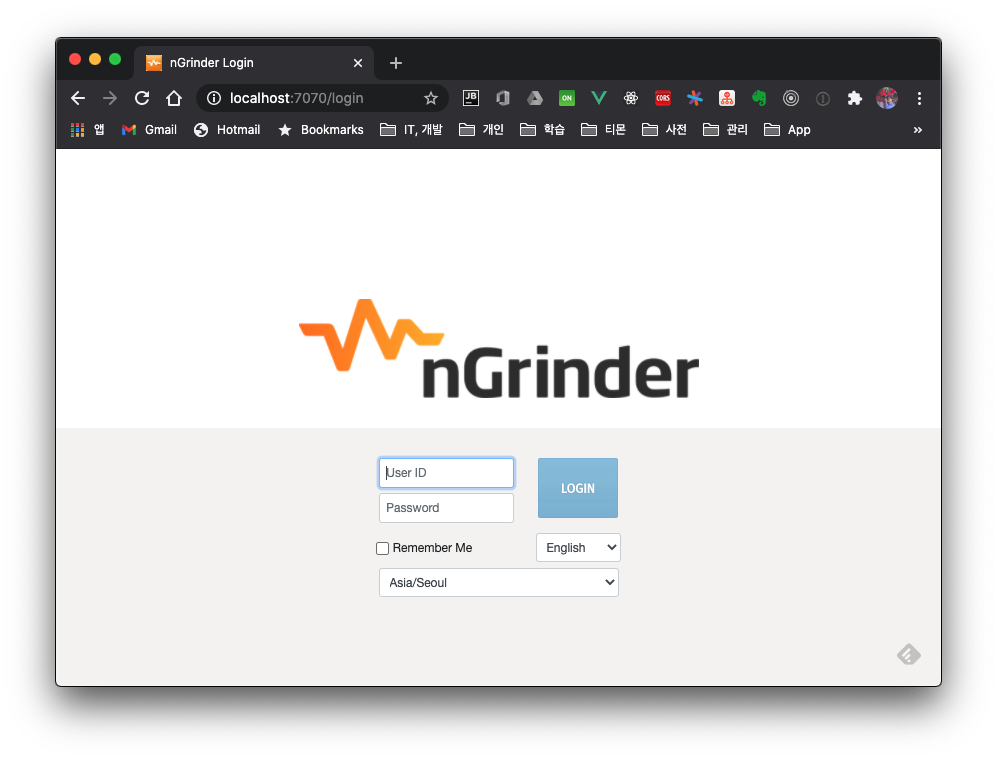 nGrinder Login
localhost:7070/login
JB ON CORS
앱 Gmail Hotmail Bookmarks IT, 개발 개인 학습 티몬 사전 관리 App »
nGrinder
User ID
LOGIN
Password
Remember Me
English
Asia/Seoul